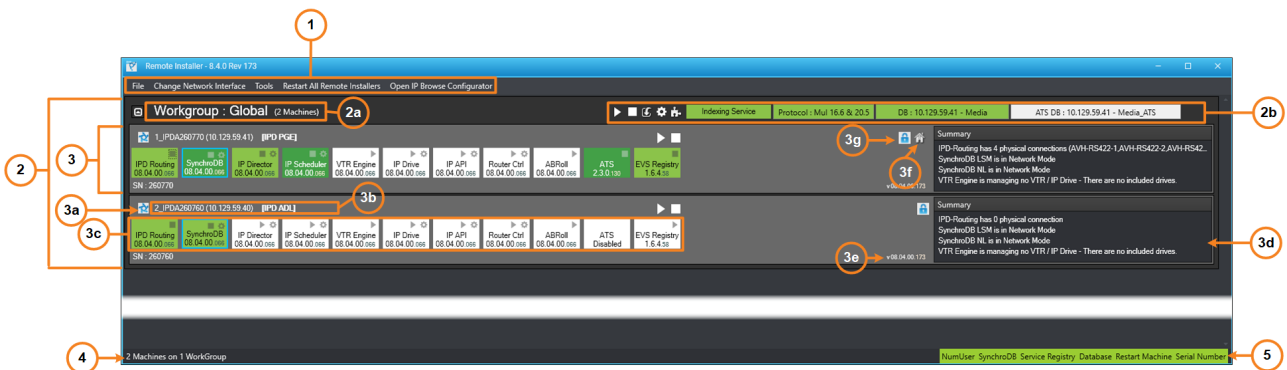 1
Remote Installer - 8.4.0 Rev 173
File Change Network Interface Tools Restart All Remote Installers Open IP Browse Configurator
Workgroup : Global (2 Machines)
2a
Indexing Service
Protocol : Mul 16.6 & 20.5
DB : 10.129.59.41 - Media
ATS DB : 10.129.59.41 - Media_ATS
2b
2
3
1_IPDA260770 (10.129.59.41) [IPD PGE]
IPD Routing
08.04.00.066
SynchroDB
08.04.00.066
IP Director
08.04.00.066
IP Scheduler
08.04.00.066
VTR Engine
08.04.00.066
IP Drive
08.04.00.066
IP API
08.04.00.066
Router Ctrl
08.04.00.066
ABRoll
08.04.00.066
ATS
2.3.0.130
EVS Registry
1.6.4.58
SN : 260770
3g
3f
v 08.04.00.173
Summary
IPD-Routing has 4 physical connections (AVH-RS422-1,AVH-RS422-2,AVH-RS42...
SynchroDB LSM is in Network Mode
SynchroDB NL is in Network Mode
VTR Engine is managing no VTR / IP Drive - There are no included drives.
3a
2_IPDA260760 (10.129.59.40) [IPD ADL]
3b
3c
IPD Routing
08.04.00.066
SynchroDB
08.04.00.066
IP Director
08.04.00.066
IP Scheduler
08.04.00.066
VTR Engine
08.04.00.066
IP Drive
08.04.00.066
IP API
08.04.00.066
Router Ctrl
08.04.00.066
ABRoll
08.04.00.066
ATS
Disabled
EVS Registry
1.6.4.58
SN : 260760
3e
v 08.04.00.173
Summary
IPD-Routing has 0 physical connection
SynchroDB LSM is in Network Mode
SynchroDB NL is in Network Mode
VTR Engine is managing no VTR / IP Drive - There are no included drives.
3d
4
2 Machines on 1 WorkGroup
NumUser SynchroDB Service Registry Database Restart Machine Serial Number
5